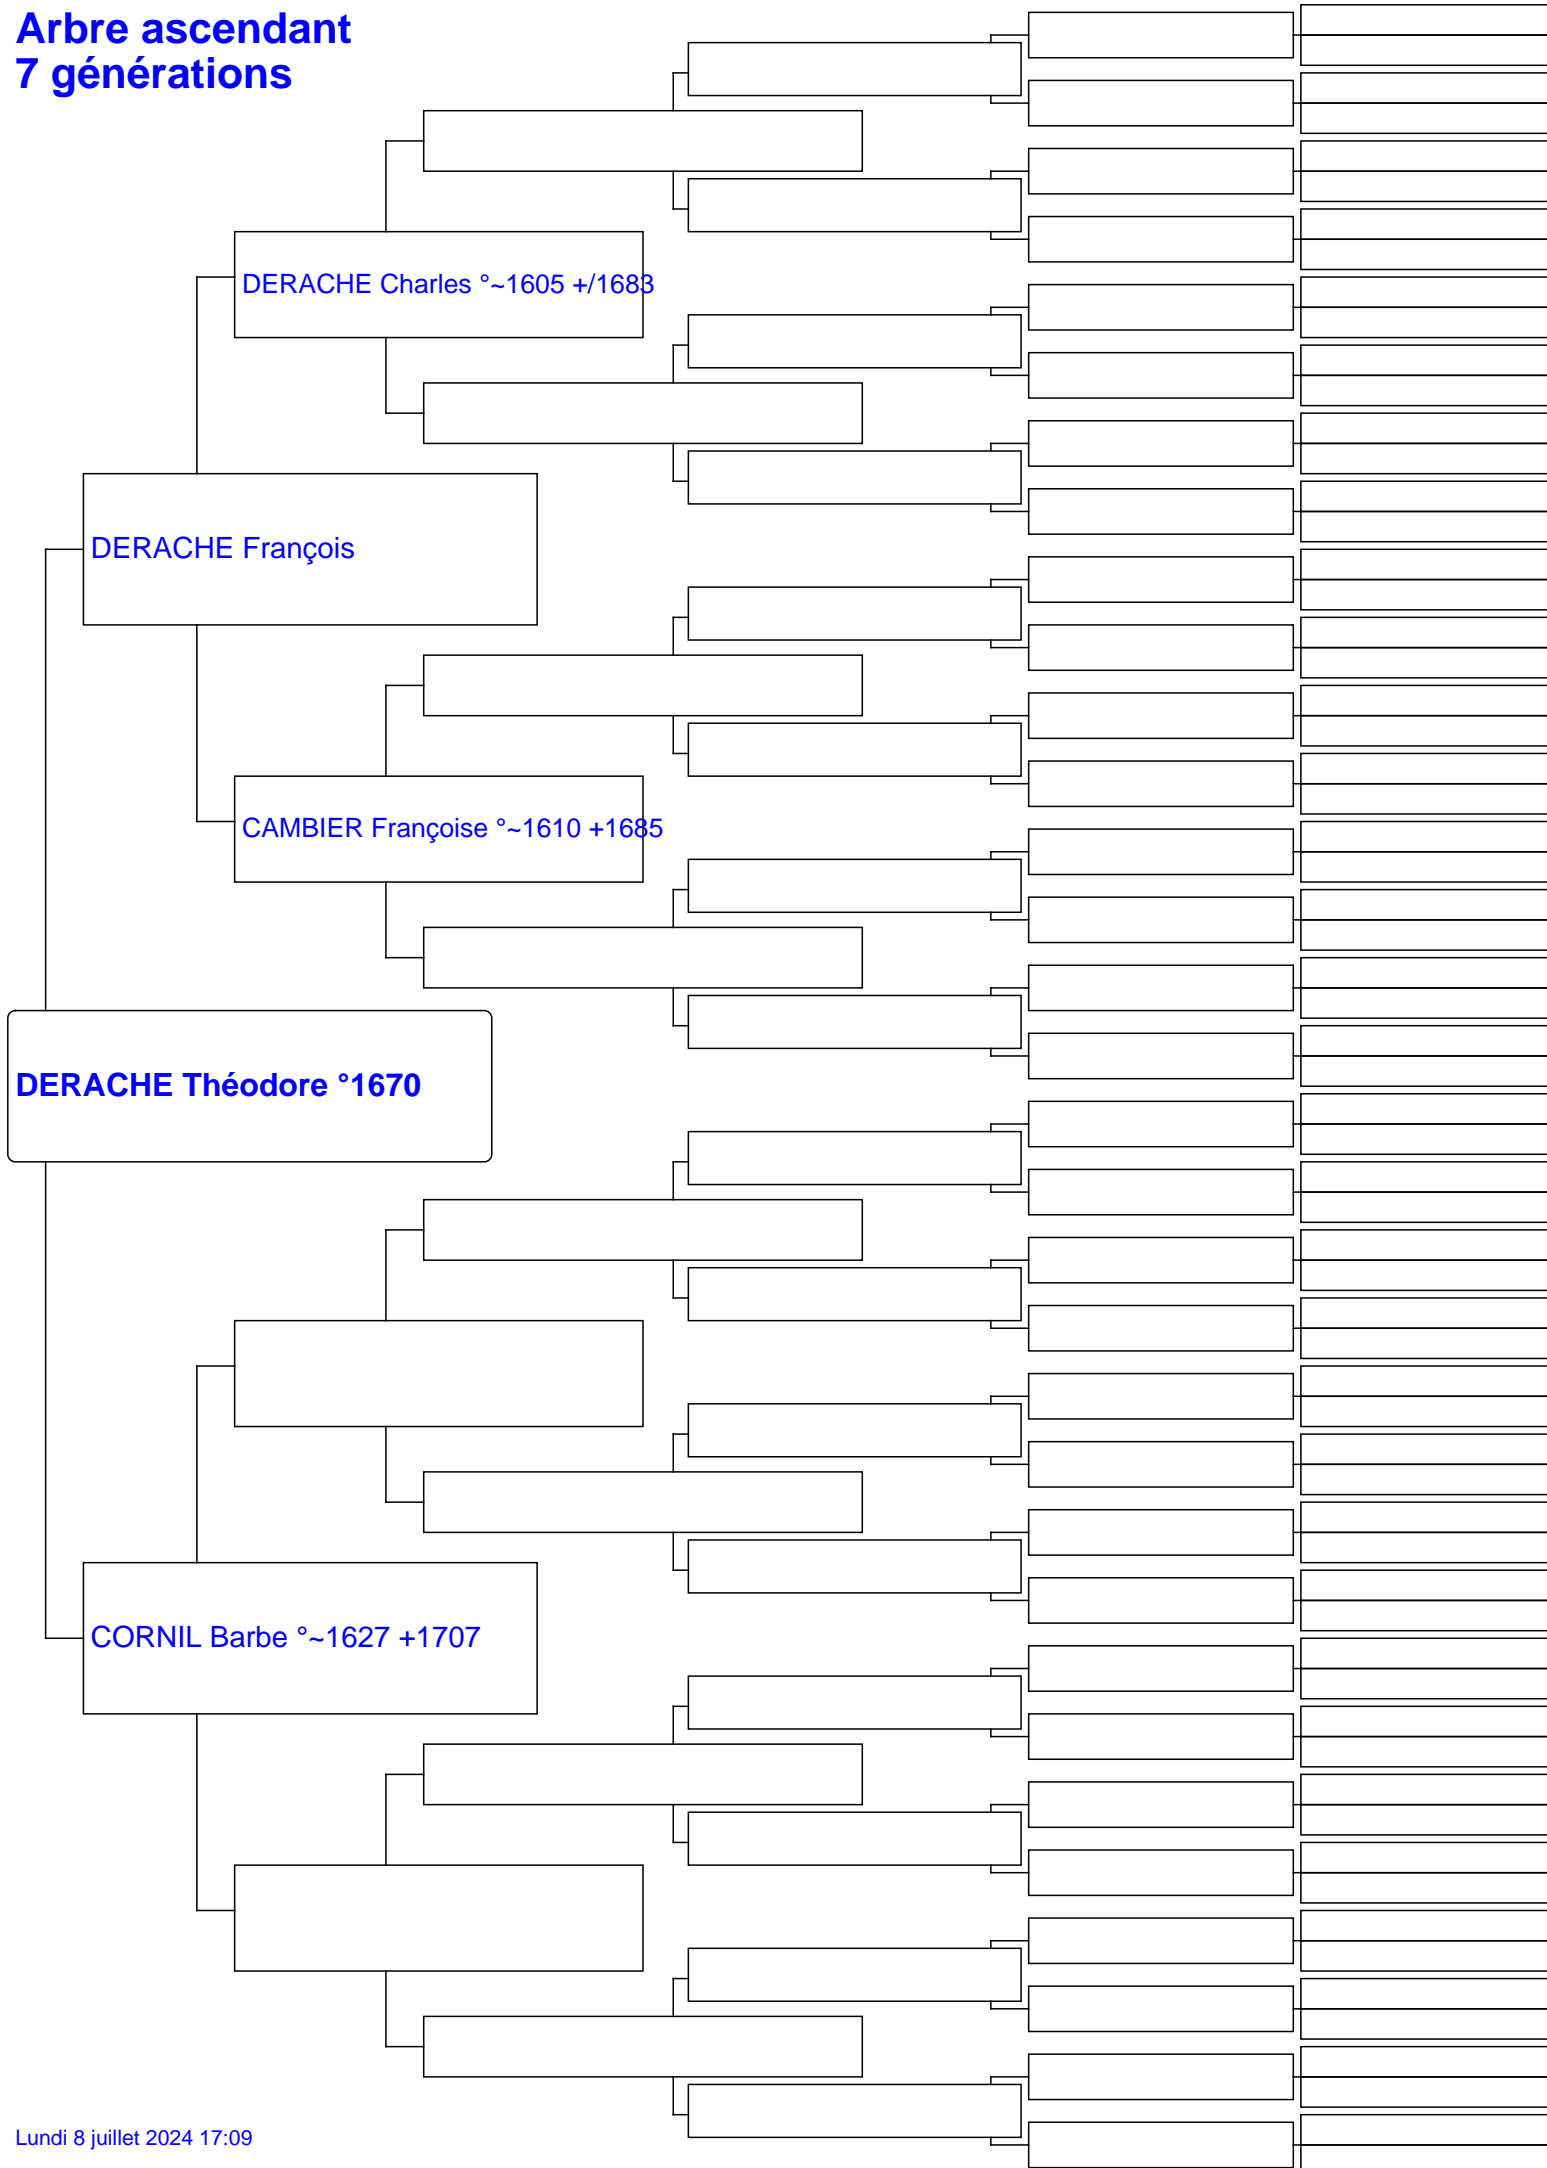 Arbre ascendant
7 générations
DERACHE Charles °~1605 +/1683
DERACHE François
CAMBIER Françoise °~1610 +1685
DERACHE Théodore °1670
CORNIL Barbe °~1627 +1707
Lundi 8 juillet 2024 17:09